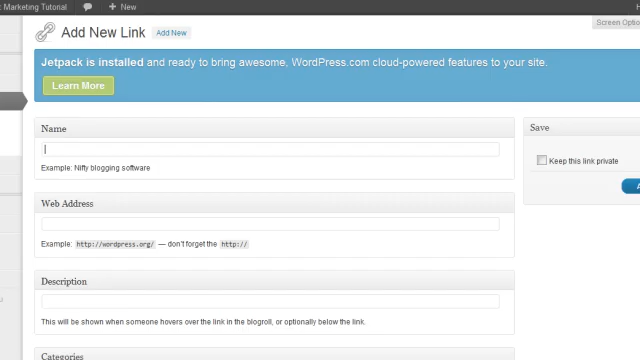 Marketing Tutorial
New
Screen Optio
Add New Link
Add New
Jetpack is installed and ready to bring awesome, WordPress.com cloud-powered features to your site.
Learn More
Name
Example: Nifty blogging software
Save
Keep this link private
Web Address
Example: http://wordpress.org/ — don't forget the http://
Description
This will be shown when someone hovers over the link in the blogroll, or optionally below the link.
Categories